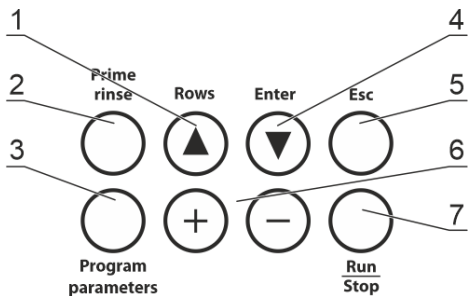 1
4
Prime
rinse
Rows
Enter
Esc
2
5
3
6
+
−
7
Program
parameters
Run
Stop